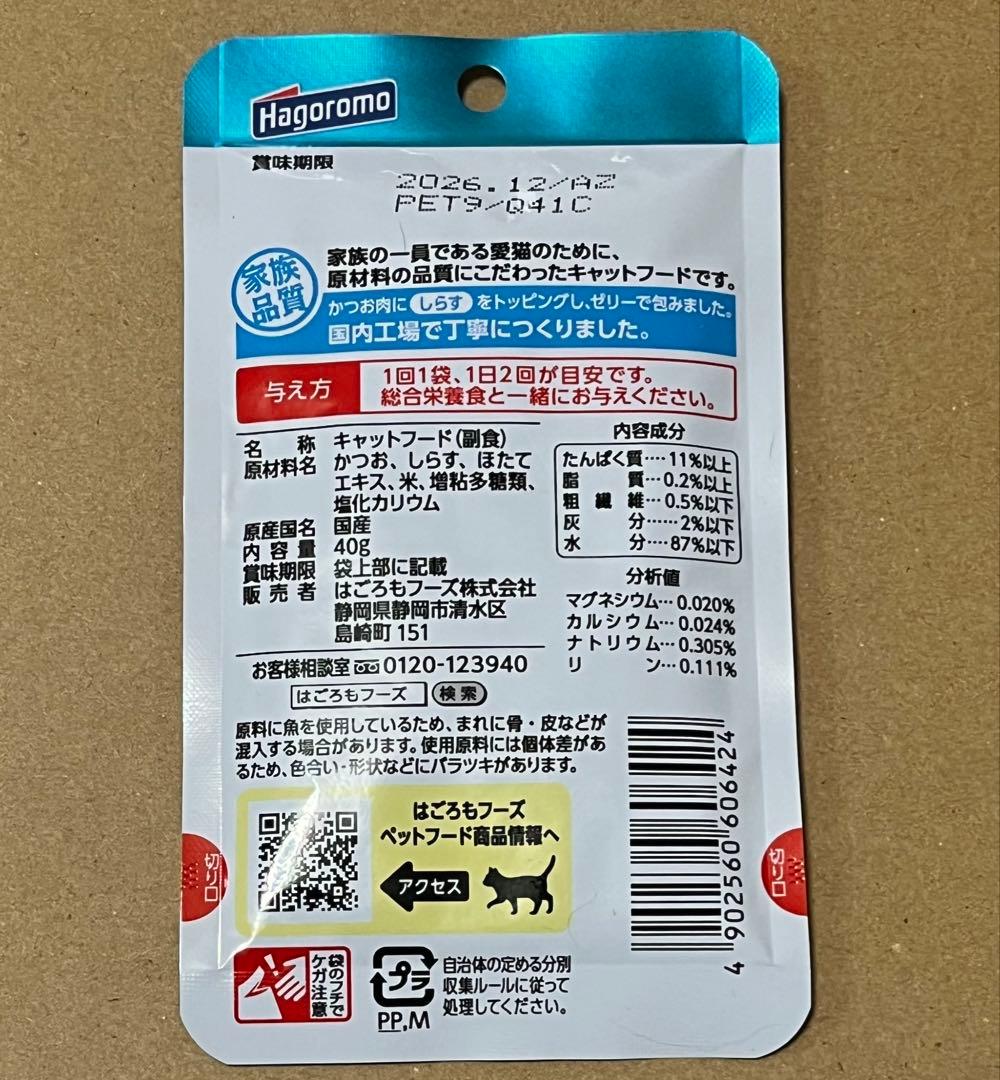 Hagoromo
賞味期限
2026.12/AZ
PET9/Q41C
家族
品質
家族の一員である愛猫のために、
原材料の品質にこだわったキャットフードです。
かつお肉に しらす をトッピングし、ゼリーで包みました。
国内工場で丁寧につくりました。
与え方
1回1袋、1日2回が目安です。
総合栄養食と一緒にお与えください。
名称 キャットフード(副食)
原材料名 かつお、しらす、ほたて
エキス、米、増粘多糖類、
塩化カリウム
原産国名 国産
内容量 40g
賞味期限 袋上部に記載
販売者 はごろもフーズ株式会社
静岡県静岡市清水区
島崎町151
内容成分
たんぱく質…‥11%以上
脂質…‥0.2%以上
粗繊維…‥0.5%以下
灰分……2%以下
水分…‥87%以下
分析値
マグネシウム…0.020%
カルシウム…0.024%
ナトリウム…0.305%
リン…0.111%
お客様相談室 0120-123940
はごろもフーズ 検索
原料に魚を使用しているため、まれに骨・皮などが
混入する場合があります。使用原料には個体差があ
るため、色合い・形状などにバラツキがあります。
はごろもフーズ
ペットフード商品情報へ
アクセス
切り口
切り口
4 902560 606424
袋のフチで
ケガ注意
プラ
PP,M
自治体の定める分別
収集ルールに従って
処理してください。